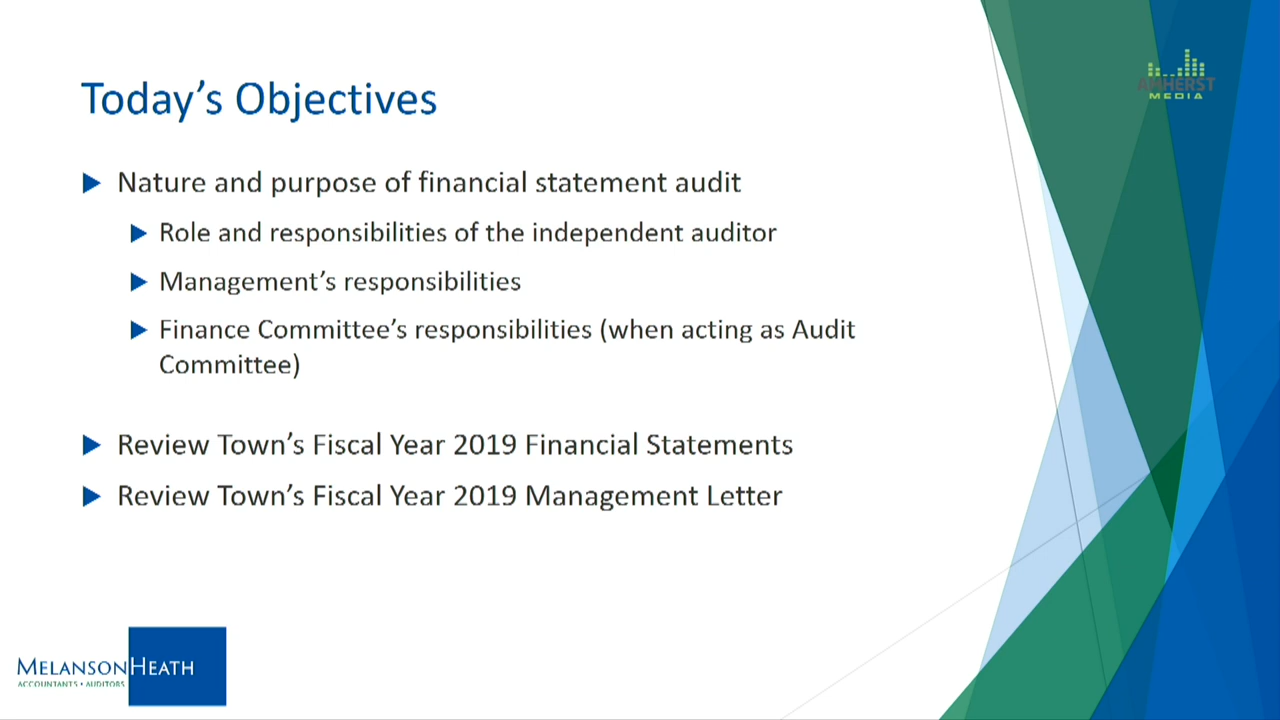 AMHERST
MEDIA
Today's Objectives
Nature and purpose of financial statement audit
Role and responsibilities of the independent auditor
Management's responsibilities
Finance Committee's responsibilities (when acting as Audit
Committee)
Review Town's Fiscal Year 2019 Financial Statements
Review Town's Fiscal Year 2019 Management Letter
MELANSONHEATH
ACCOUNTANTS • AUDITORS